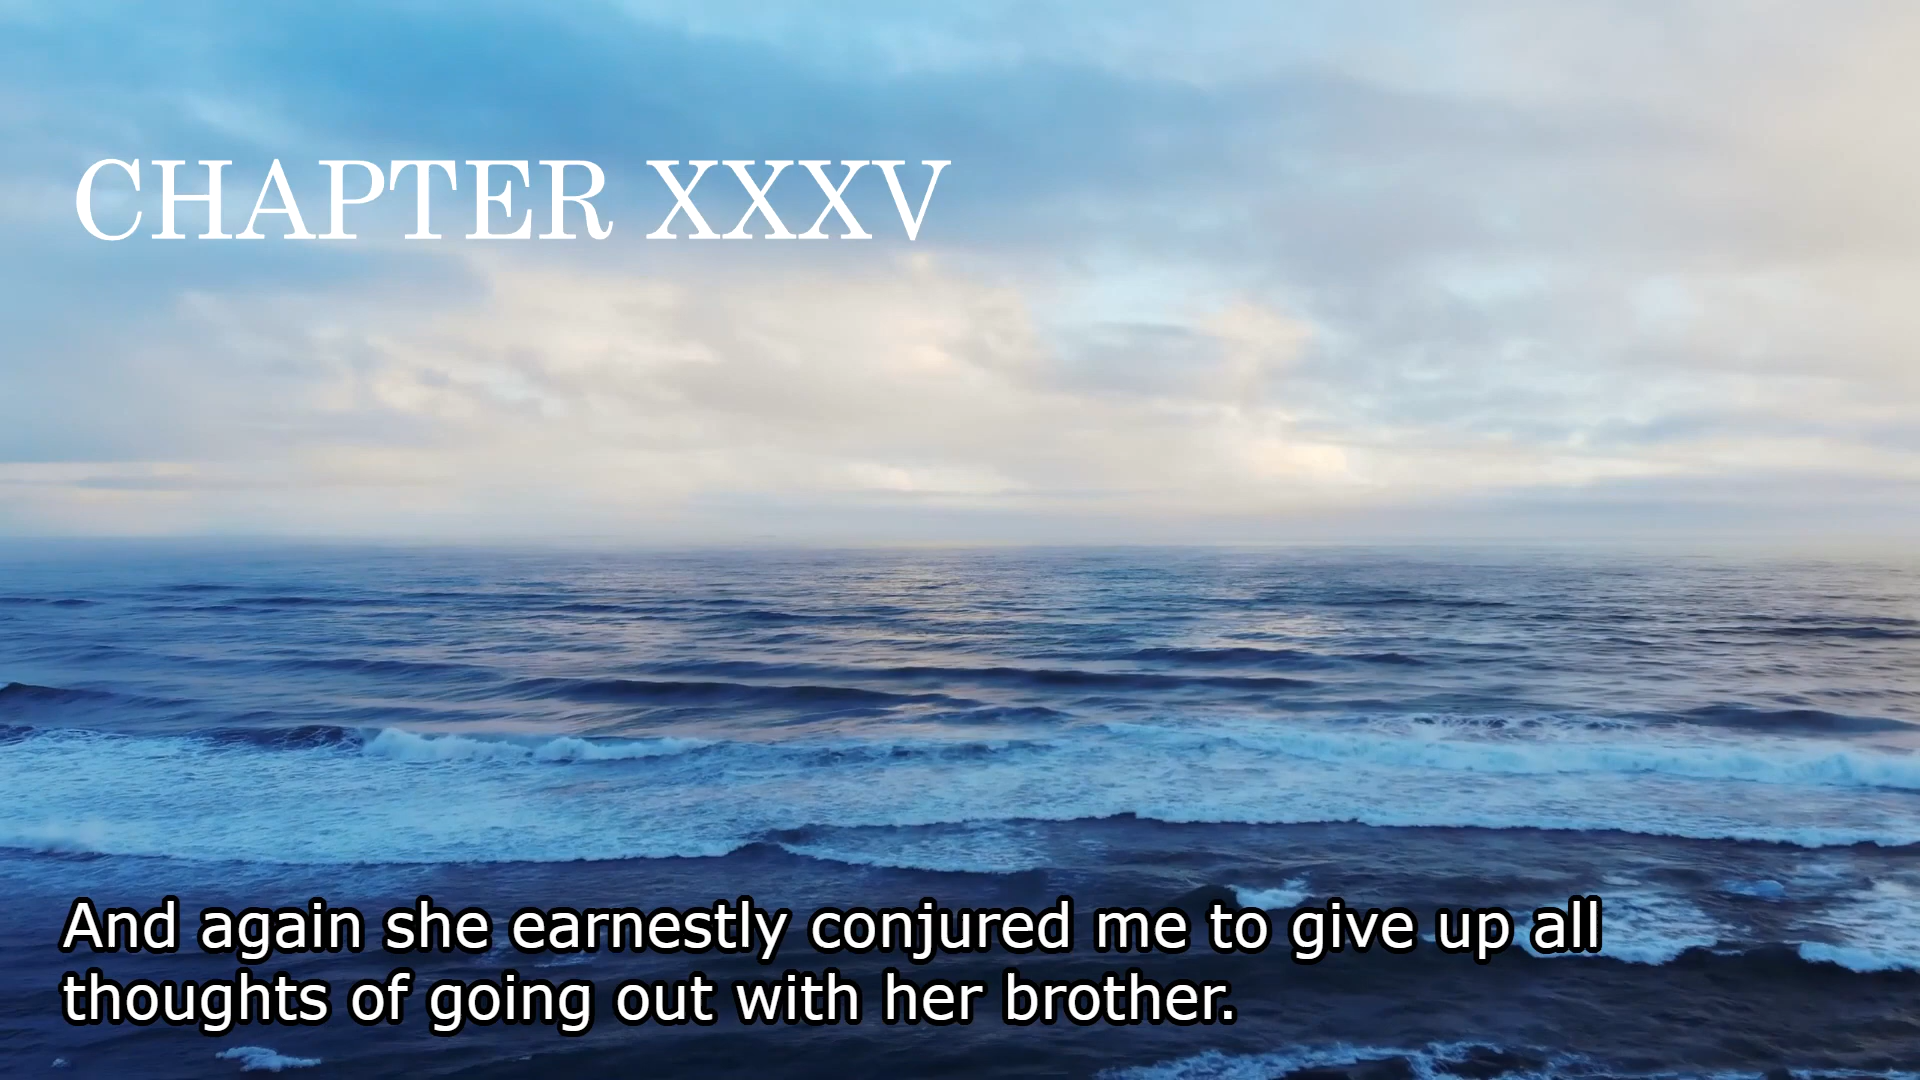 CHAPTER XXXV
And again she earnestly conjured me to give up all
thoughts of going out with her brother.